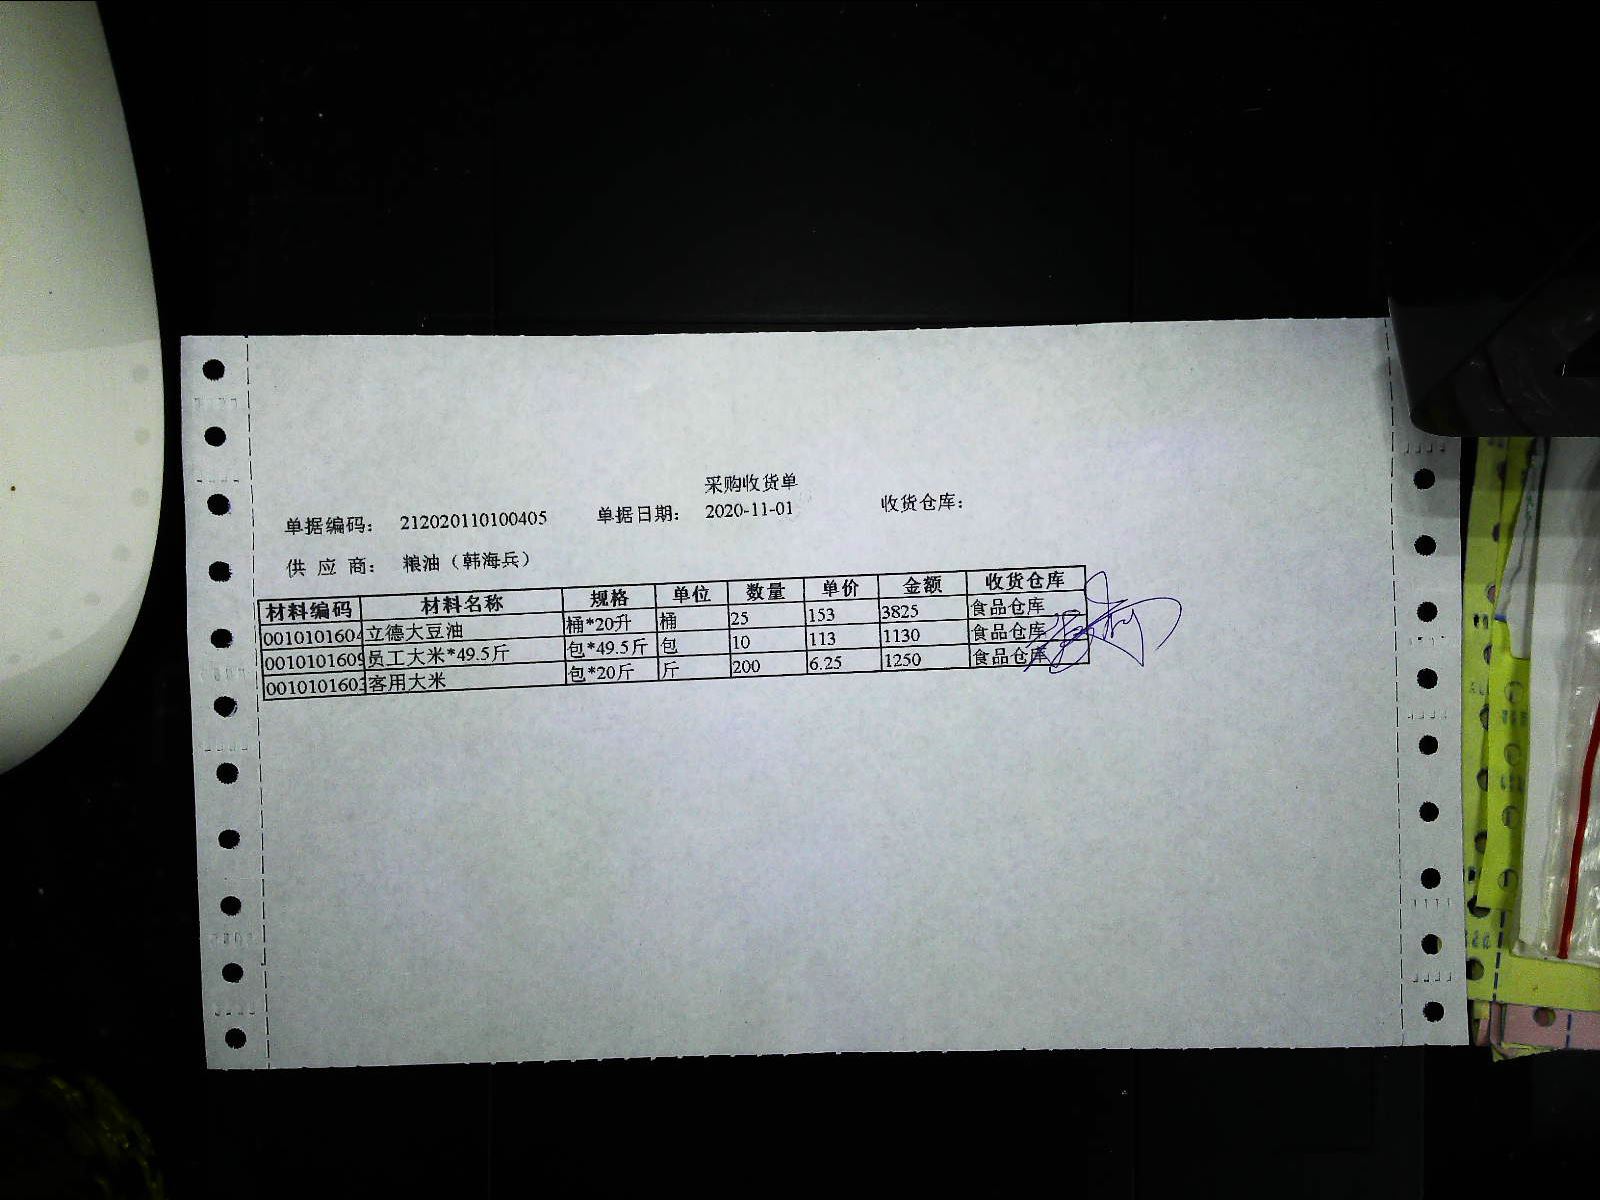 采购收货单
单据编码： 212020110100405 单据日期： 2020-11-01 收货仓库：
供 应 商： 粮油（韩海兵）
材料编码 材料名称 规格 单位 数量 单价 金额 收货仓库
0010101604 立德大豆油 桶*20升 桶 25 153 3825 食品仓库
0010101609 员工大米*49.5斤 包*49.5斤 包 10 113 1130 食品仓库
0010101603 客用大米 包*20斤 斤 200 6.25 1250 食品仓库